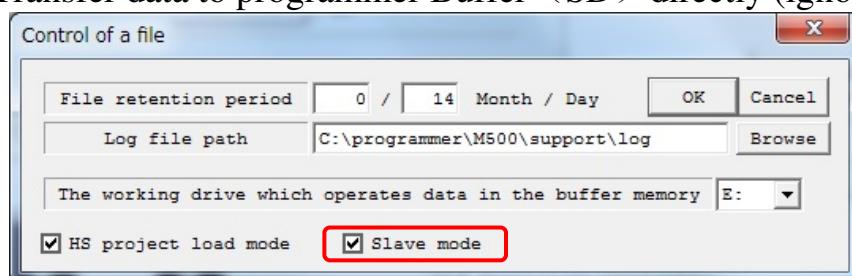 Transfer data to programmer Buffer（SD）directly (igno
Control of a file
File retention period 0 / 14 Month / Day OK Cancel
Log file path C:\programmer\M500\support\log Browse
The working drive which operates data in the buffer memory E:
HS project load mode Slave mode